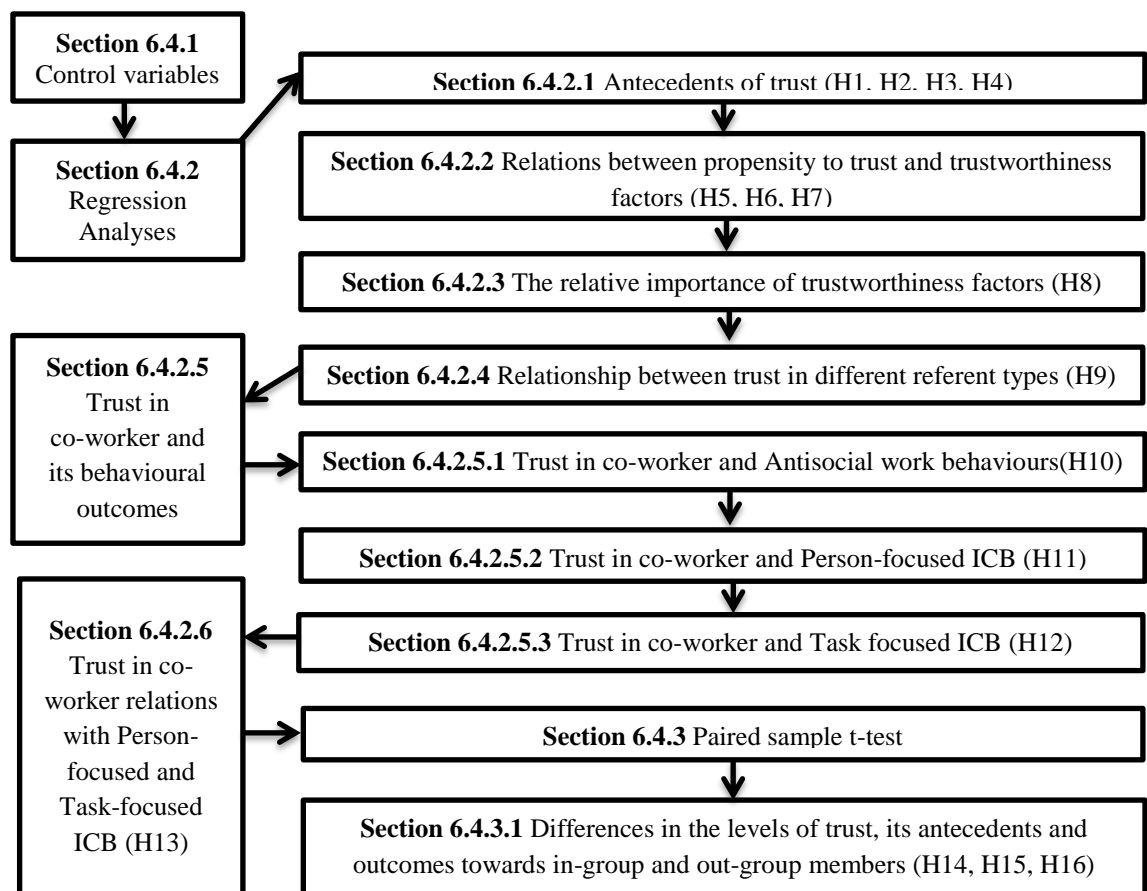 Section 6.4.1
Control variables
Section 6.4.2
Regression
Analyses
Section 6.4.2.1 Antecedents of trust (H1, H2, H3, H4)
Section 6.4.2.2 Relations between propensity to trust and trustworthiness
factors (H5, H6, H7)
Section 6.4.2.3 The relative importance of trustworthiness factors (H8)
Section 6.4.2.4 Relationship between trust in different referent types (H9)
Section 6.4.2.5
Trust in
co-worker and
its behavioural
outcomes
Section 6.4.2.5.1 Trust in co-worker and Antisocial work behaviours(H10)
Section 6.4.2.5.2 Trust in co-worker and Person-focused ICB (H11)
Section 6.4.2.5.3 Trust in co-worker and Task focused ICB (H12)
Section 6.4.2.6
Trust in co-
worker relations
with Person-
focused and
Task-focused
ICB (H13)
Section 6.4.3 Paired sample t-test
Section 6.4.3.1 Differences in the levels of trust, its antecedents and
outcomes towards in-group and out-group members (H14, H15, H16)